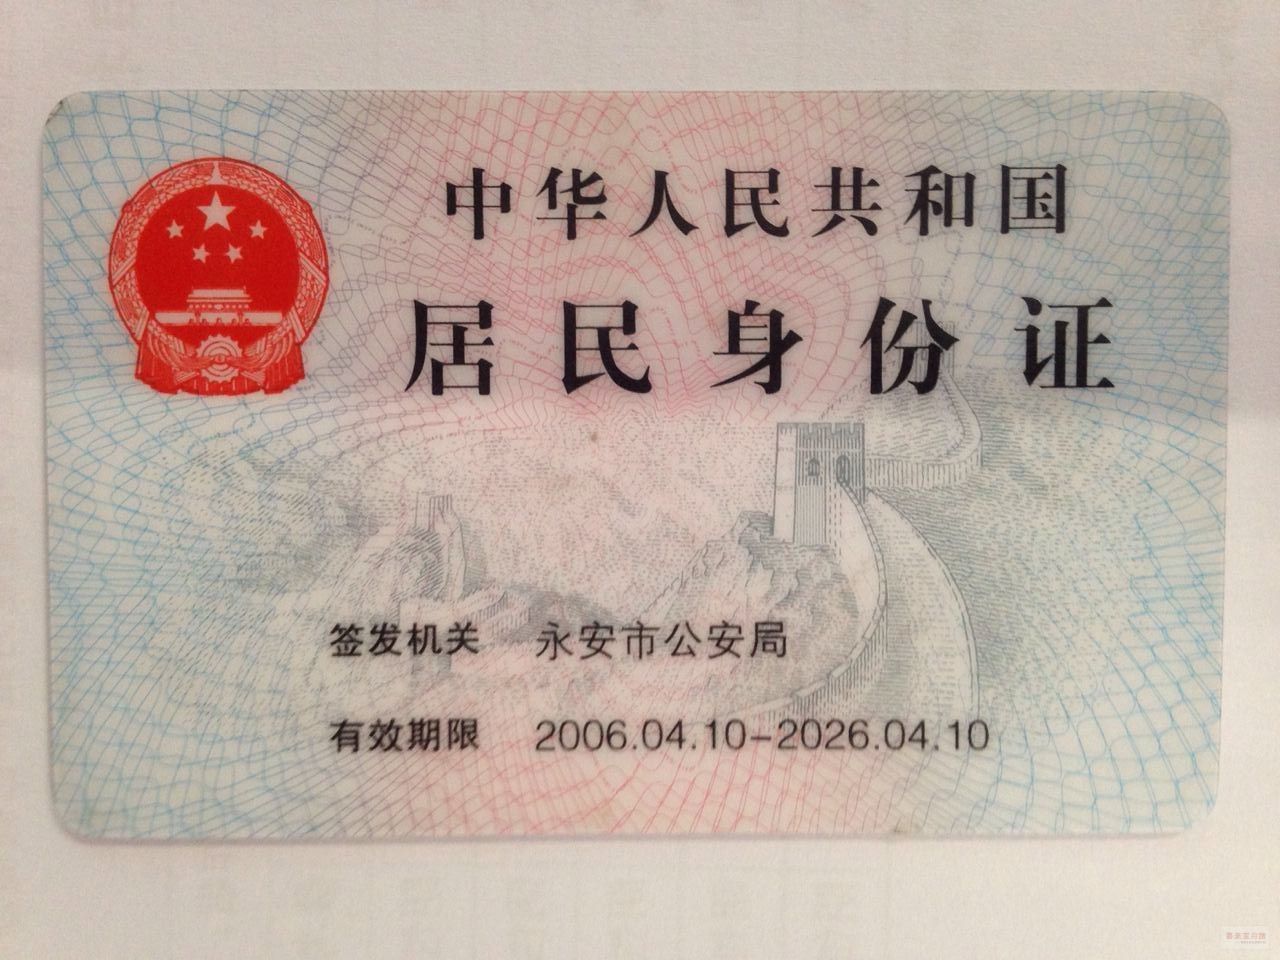 中华人民共和国
居民身份证
签发机关 永安市公安局
有效期限 2006.04.10-2026.04.10